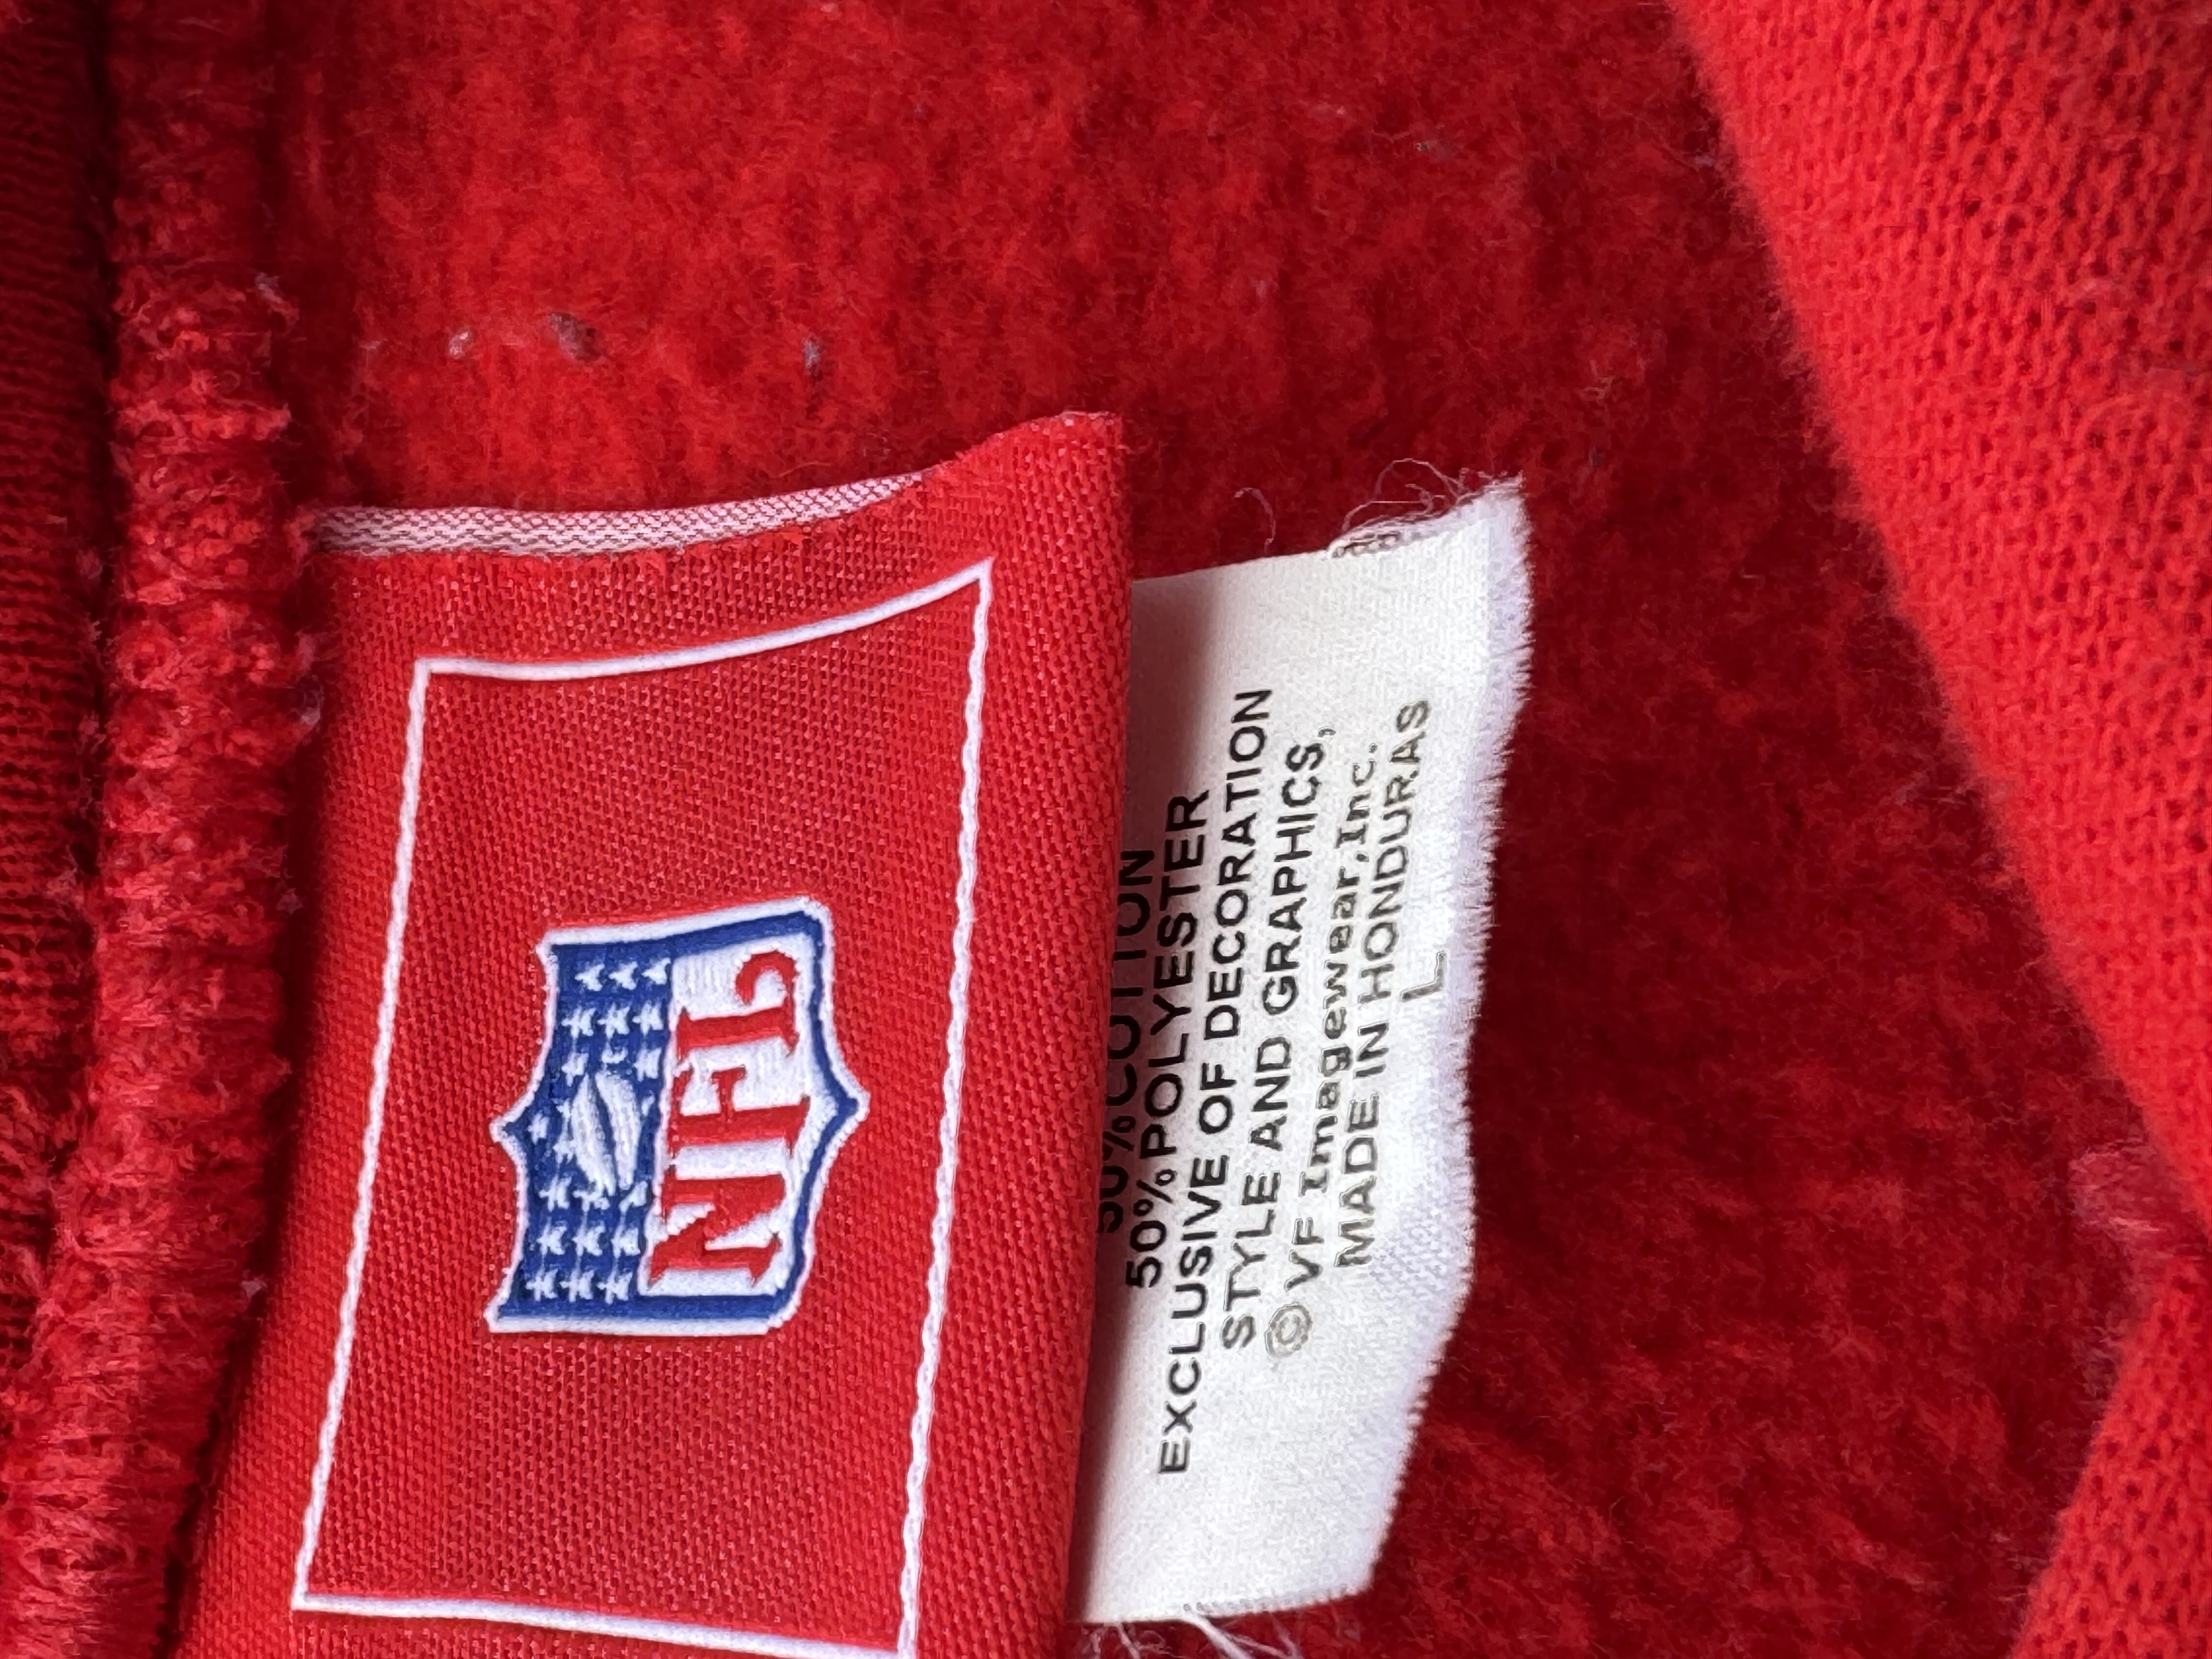 NFL
50% COTTON
50% POLYESTER
EXCLUSIVE OF DECORATION
STYLE AND GRAPHICS,
© VF Imagewear,Inc.
MADE IN HONDURAS
L